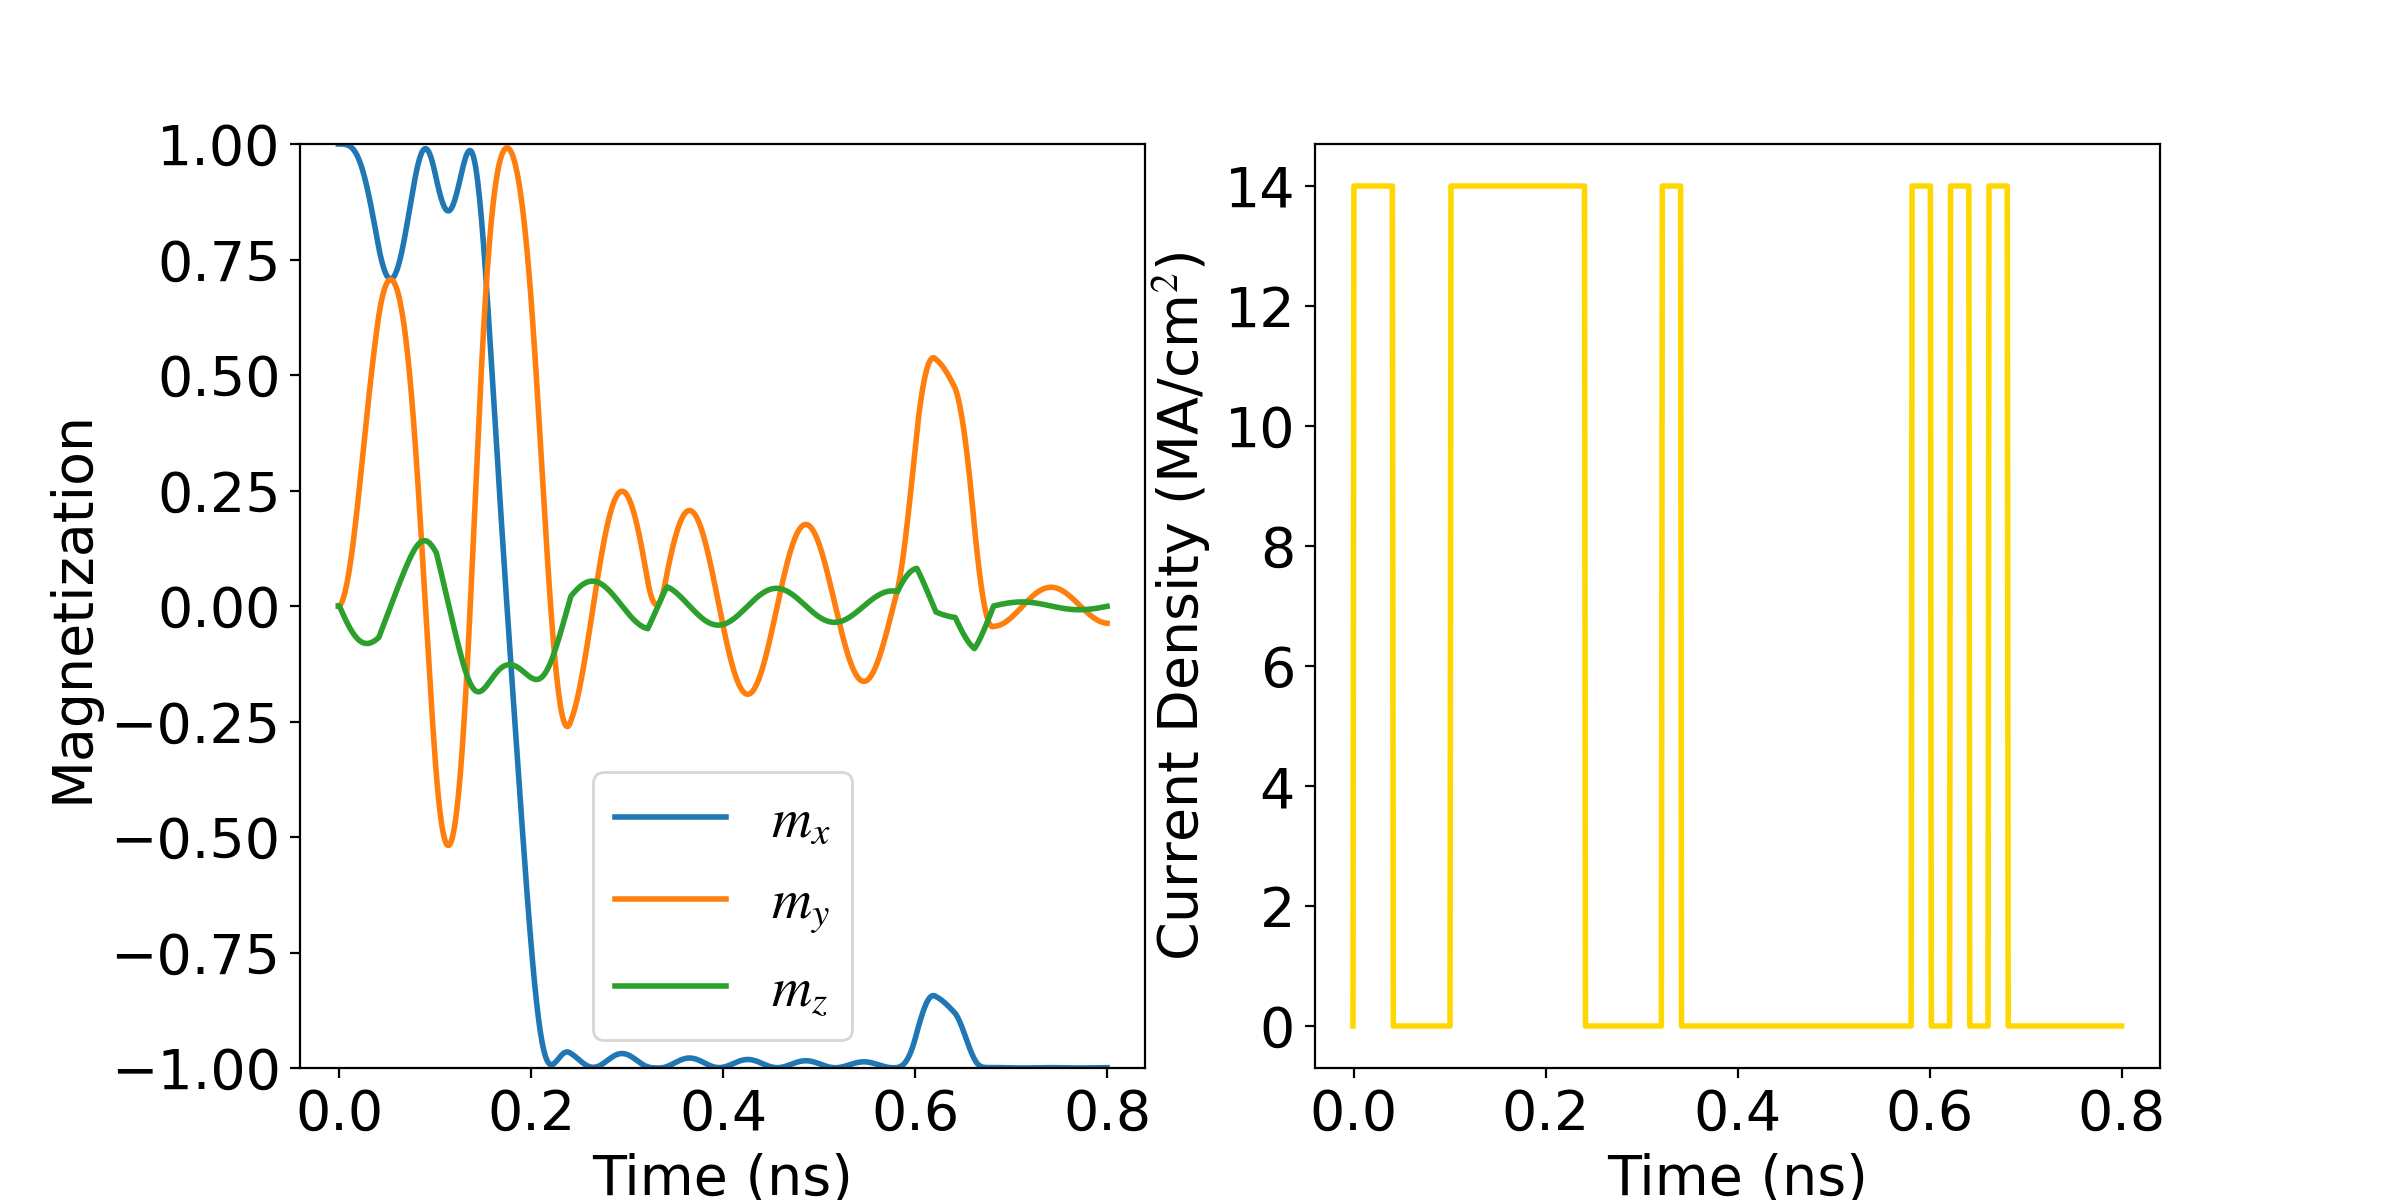 1.00
0.75
0.50
0.25
0.00
−0.25
−0.50
−0.75
−1.00
Magnetization
0.0 0.2 0.4 0.6 0.8
Time (ns)
m_x
m_y
m_z
14
12
10
8
6
4
2
0
Current Density (MA/cm²)
0.0 0.2 0.4 0.6 0.8
Time (ns)